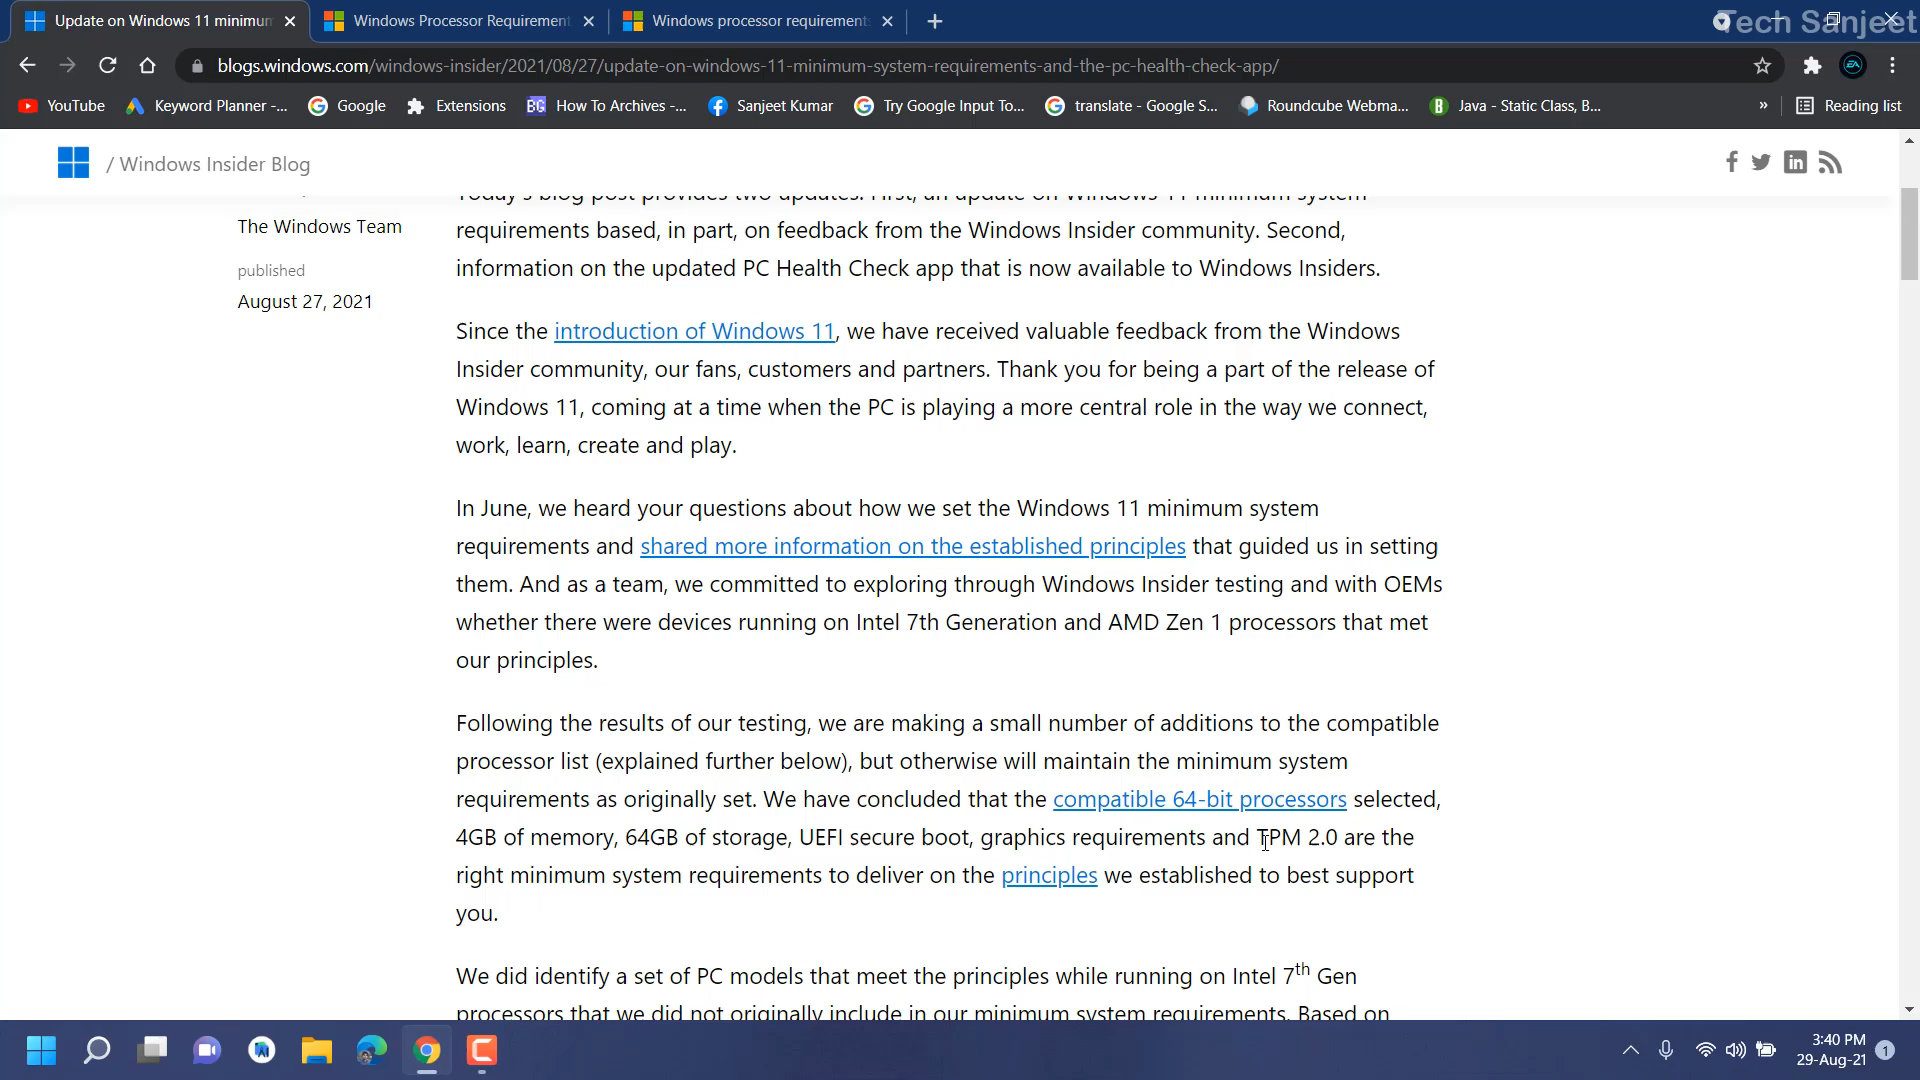 Update on Windows 11 minimum
Windows Processor Requirement
Windows processor requirements
Tech Sanjeet
blogs.windows.com/windows-insider/2021/08/27/update-on-windows-11-minimum-system-requirements-and-the-pc-health-check-app/
YouTube
Keyword Planner -...
Google
Extensions
How To Archives -...
Sanjeet Kumar
Try Google Input To...
translate - Google S...
Roundcube Webma...
Java - Static Class, B...
»
Reading list
/ Windows Insider Blog
The Windows Team
published
August 27, 2021
Today's blog post provides two updates. First, an update on Windows 11 minimum system
requirements based, in part, on feedback from the Windows Insider community. Second,
information on the updated PC Health Check app that is now available to Windows Insiders.
Since the introduction of Windows 11, we have received valuable feedback from the Windows
Insider community, our fans, customers and partners. Thank you for being a part of the release of
Windows 11, coming at a time when the PC is playing a more central role in the way we connect,
work, learn, create and play.
In June, we heard your questions about how we set the Windows 11 minimum system
requirements and shared more information on the established principles that guided us in setting
them. And as a team, we committed to exploring through Windows Insider testing and with OEMs
whether there were devices running on Intel 7th Generation and AMD Zen 1 processors that met
our principles.
Following the results of our testing, we are making a small number of additions to the compatible
processor list (explained further below), but otherwise will maintain the minimum system
requirements as originally set. We have concluded that the compatible 64-bit processors selected,
4GB of memory, 64GB of storage, UEFI secure boot, graphics requirements and TPM 2.0 are the
right minimum system requirements to deliver on the principles we established to best support
you.
We did identify a set of PC models that meet the principles while running on Intel 7th Gen
processors that we did not originally include in our minimum system requirements. Based on
3:40 PM
29-Aug-21
1